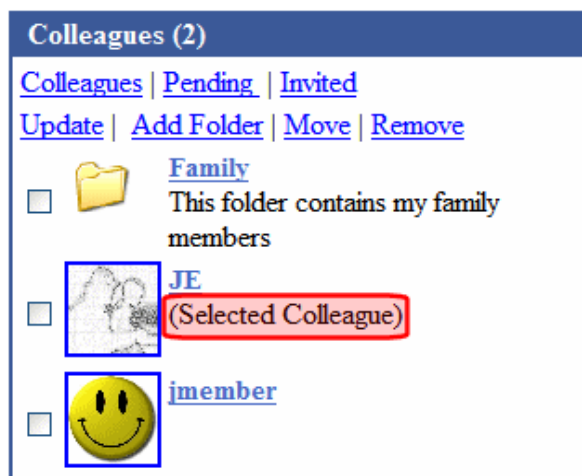 Colleagues (2)
Colleagues | Pending | Invited
Update | Add Folder | Move | Remove
Family
This folder contains my family
members
JE
(Selected Colleague)
jmember